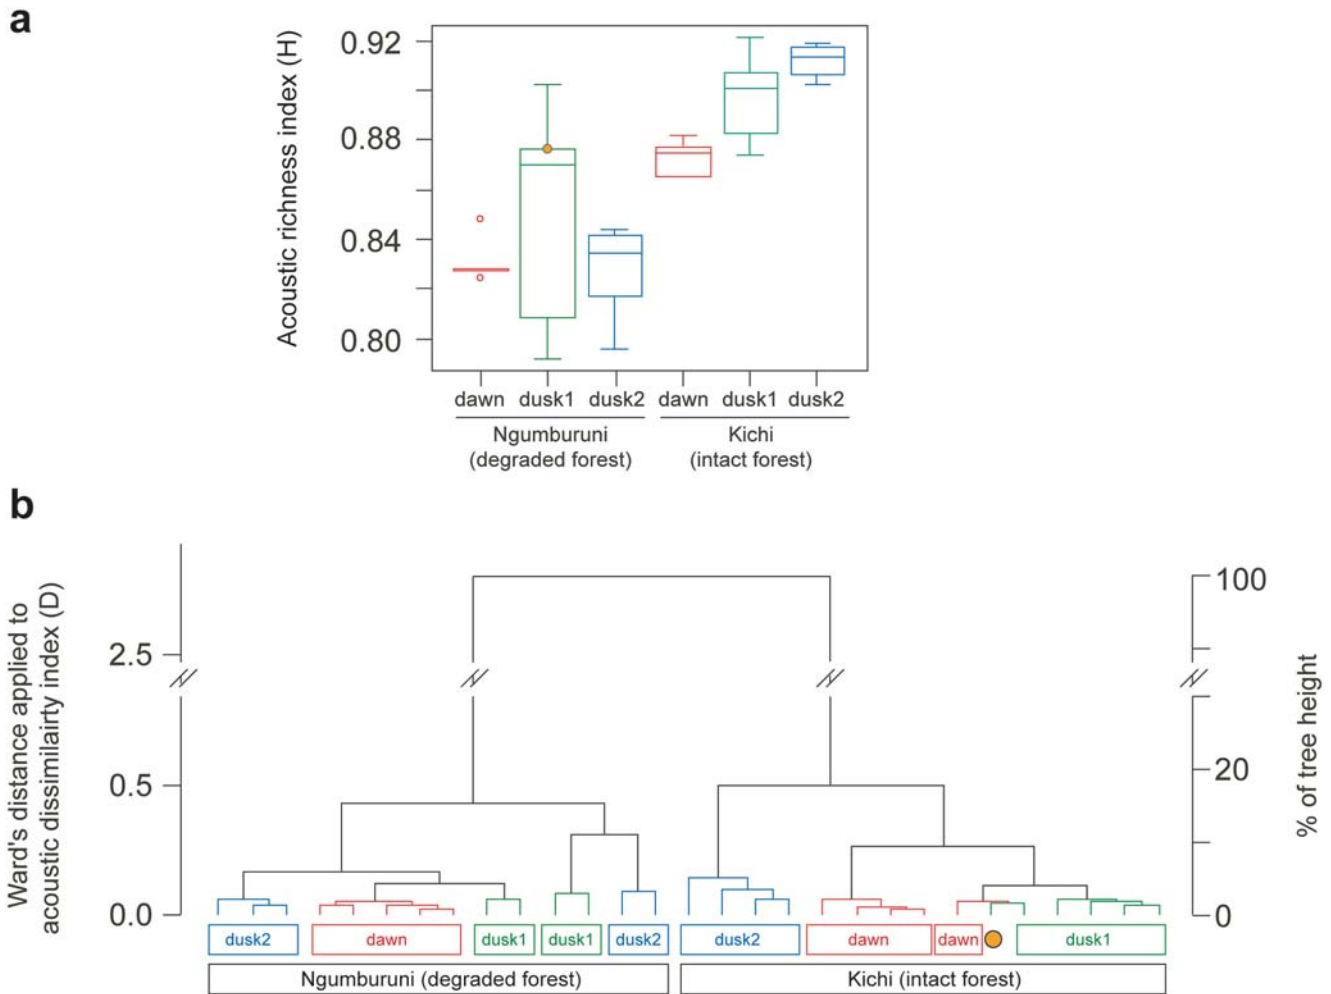 a
Acoustic richness index (H)
0.92
0.88
0.84
0.80
dawn dusk1 dusk2 dawn dusk1 dusk2
Ngumburuni
(degraded forest)
Kichi
(intact forest)
b
Ward's distance applied to
acoustic dissimilairty index (D)
2.5
0.5
0.0
100
20
0
% of tree height
dusk2 dawn dusk1 dusk1 dusk2 dusk2 dawn dawn dusk1
Ngumburuni (degraded forest) Kichi (intact forest)